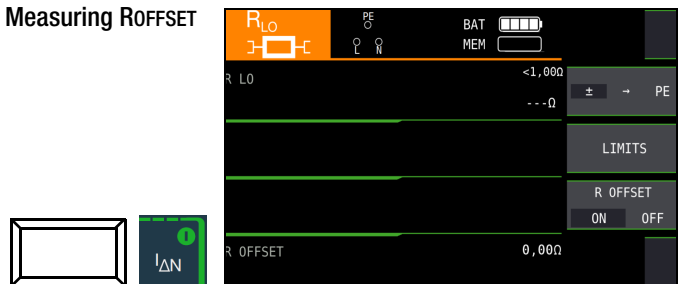 Measuring ROFFSET
RLO
PE
L N
BAT
MEM
R LO
<1,00Ω
---Ω
± → PE
LIMITS
R OFFSET
ON OFF
R OFFSET 0,00Ω
IΔN